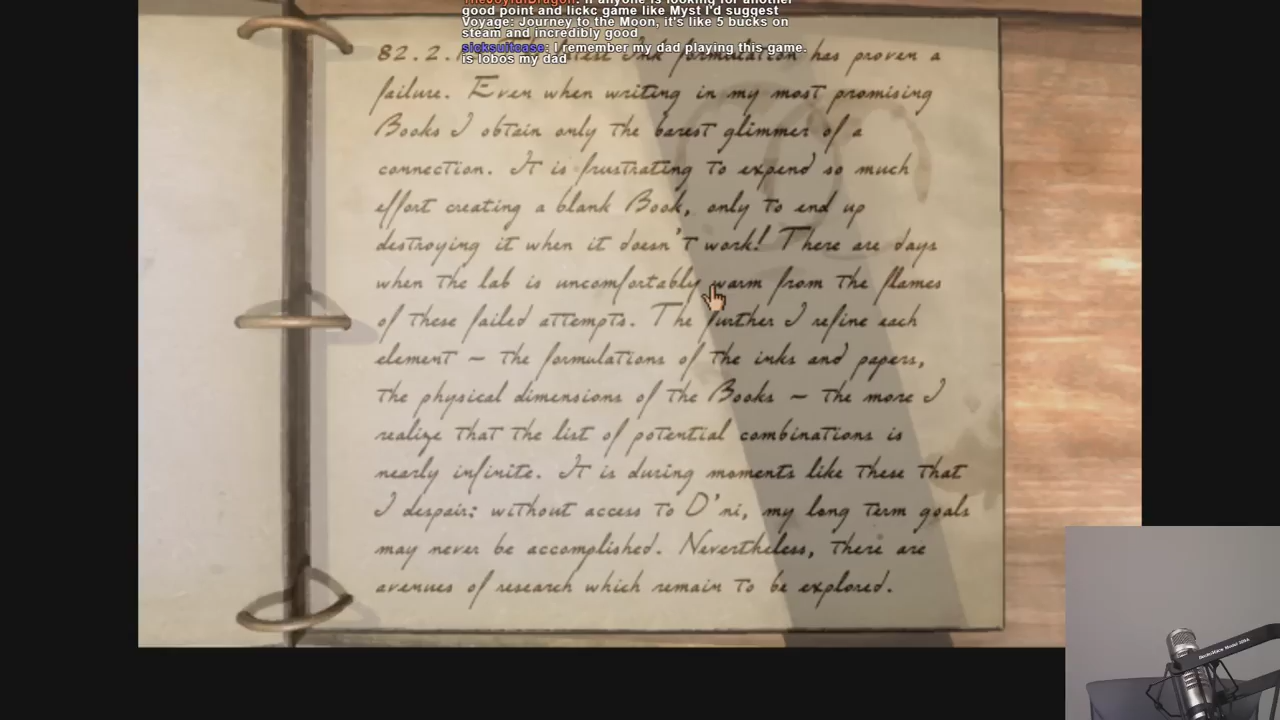 TheJoyfulDragon: If anyone is looking for another
good point and lickc game like Myst I'd suggest
Voyage: Journey to the Moon, it's like 5 bucks on
steam and incredibly good
sicksuitcase: I remember my dad playing this game.
is lobos my dad
82.2. latest Ink formulation has proven a
failure. Even when writing in my most promising
Books I obtain only the barest glimmer of a
connection. It is frustrating to expend so much
effort creating a blank Book, only to end up
destroying it when it doesn't work! There are days
when the lab is uncomfortably warm from the flames
of these failed attempts. The further I refine each
element – the formulations of the inks and papers,
the physical dimensions of the Books – the more I
realize that the list of potential combinations is
nearly infinite. It is during moments like these that
I despair: without access to D'ni, my long term goals
may never be accomplished. Nevertheless, there are
avenues of research which remain to be explored.